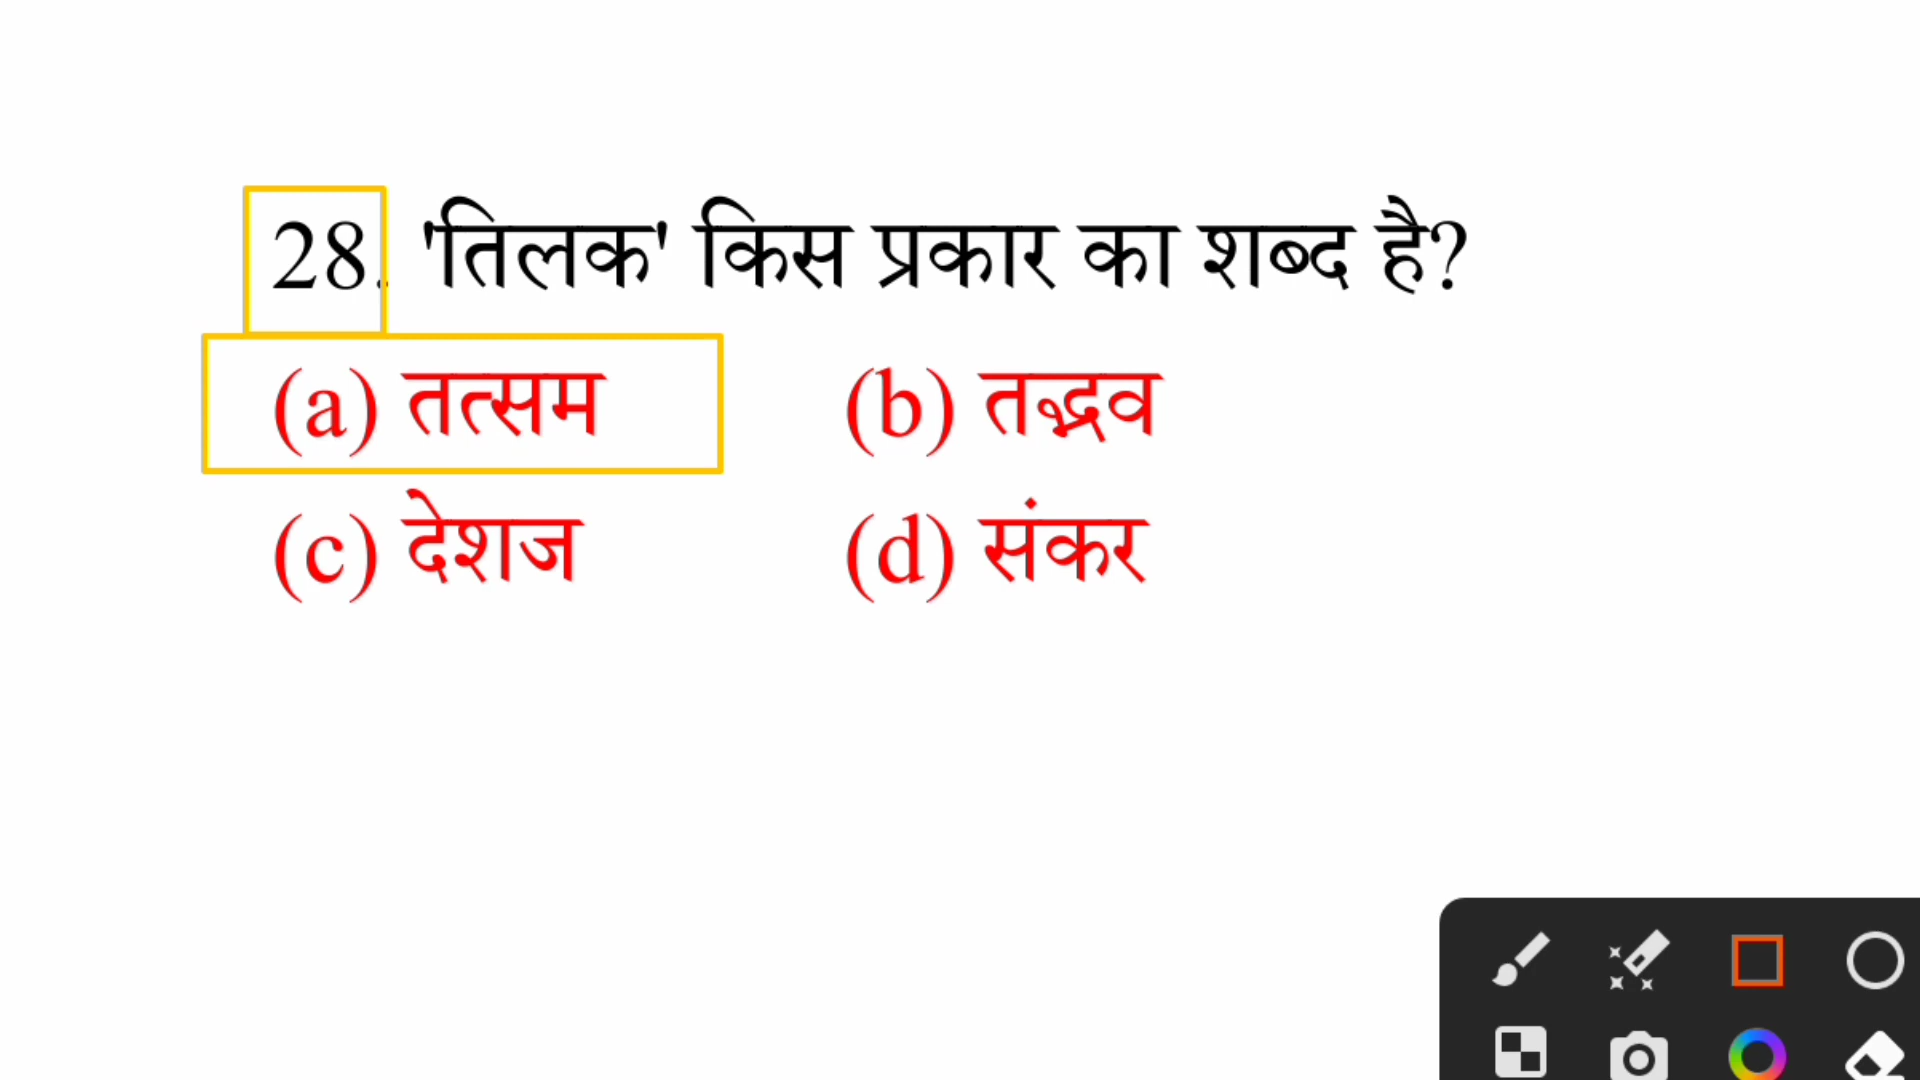 28. 'तिलक' किस प्रकार का शब्द है?
(a) तत्सम (b) तद्भव
(c) देशज (d) संकर